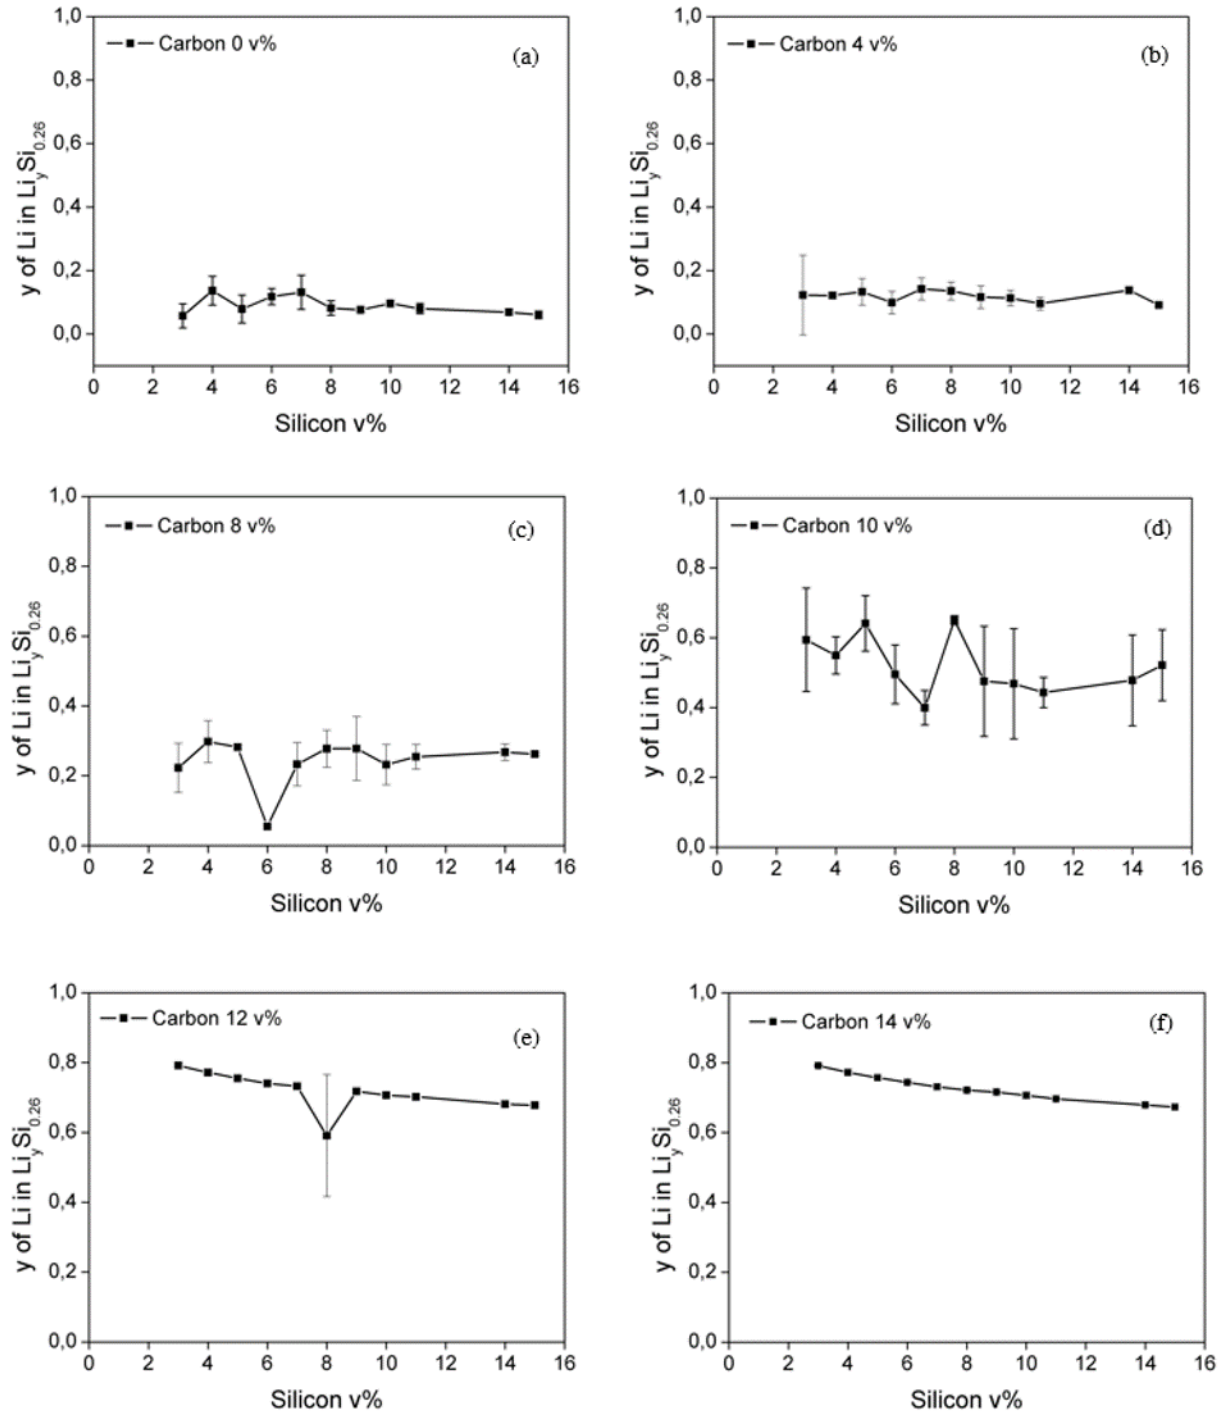 Carbon 0 v%
(a)
1,0
0,8
0,6
0,4
0,2
0,0
y of Li in LiySi0.26
0 2 4 6 8 10 12 14 16
Silicon v%
Carbon 4 v%
(b)
1,0
0,8
0,6
0,4
0,2
0,0
y of Li in LiySi0.26
0 2 4 6 8 10 12 14 16
Silicon v%
Carbon 8 v%
(c)
1,0
0,8
0,6
0,4
0,2
0,0
y of Li in LiySi0.26
0 2 4 6 8 10 12 14 16
Silicon v%
Carbon 10 v%
(d)
1,0
0,8
0,6
0,4
0,2
0,0
y of Li in LiySi0.26
0 2 4 6 8 10 12 14 16
Silicon v%
Carbon 12 v%
(e)
1,0
0,8
0,6
0,4
0,2
0,0
y of Li in LiySi0.26
0 2 4 6 8 10 12 14 16
Silicon v%
Carbon 14 v%
(f)
1,0
0,8
0,6
0,4
0,2
0,0
y of Li in LiySi0.26
0 2 4 6 8 10 12 14 16
Silicon v%